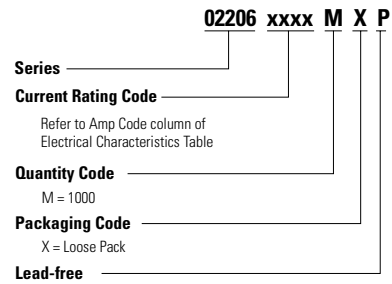 02206 xxxx M X P
Series
Current Rating Code
Refer to Amp Code column of
Electrical Characteristics Table
Quantity Code
M = 1000
Packaging Code
X = Loose Pack
Lead-free